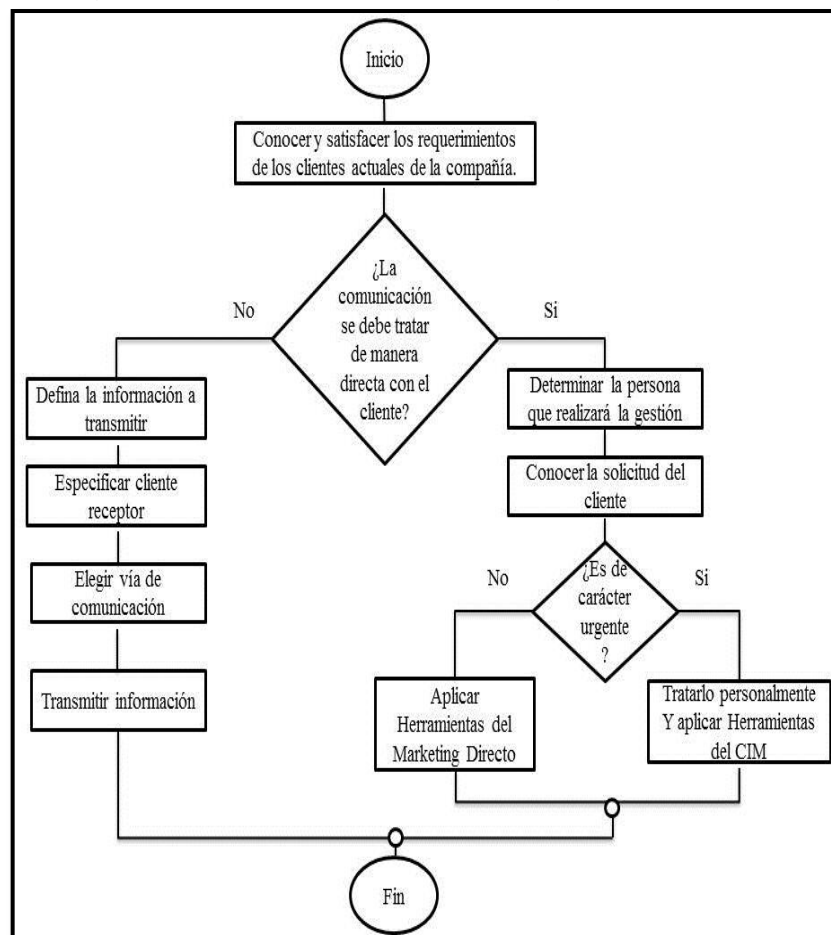 Inicio
Conocer y satisfacer los requerimientos
de los clientes actuales de la compañía.
¿La
comunicación
se debe tratar
de manera
directa con el
cliente?
No
Si
Defina la información a
transmitir
Especificar cliente
receptor
Elegir vía de
comunicación
Transmitir información
Determinar la persona
que realizará la gestión
Conocer la solicitud del
cliente
¿Es de
carácter
urgente
?
No
Si
Aplicar
Herramientas del
Marketing Directo
Tratarlo personalmente
Y aplicar Herramientas
del CIM
Fin